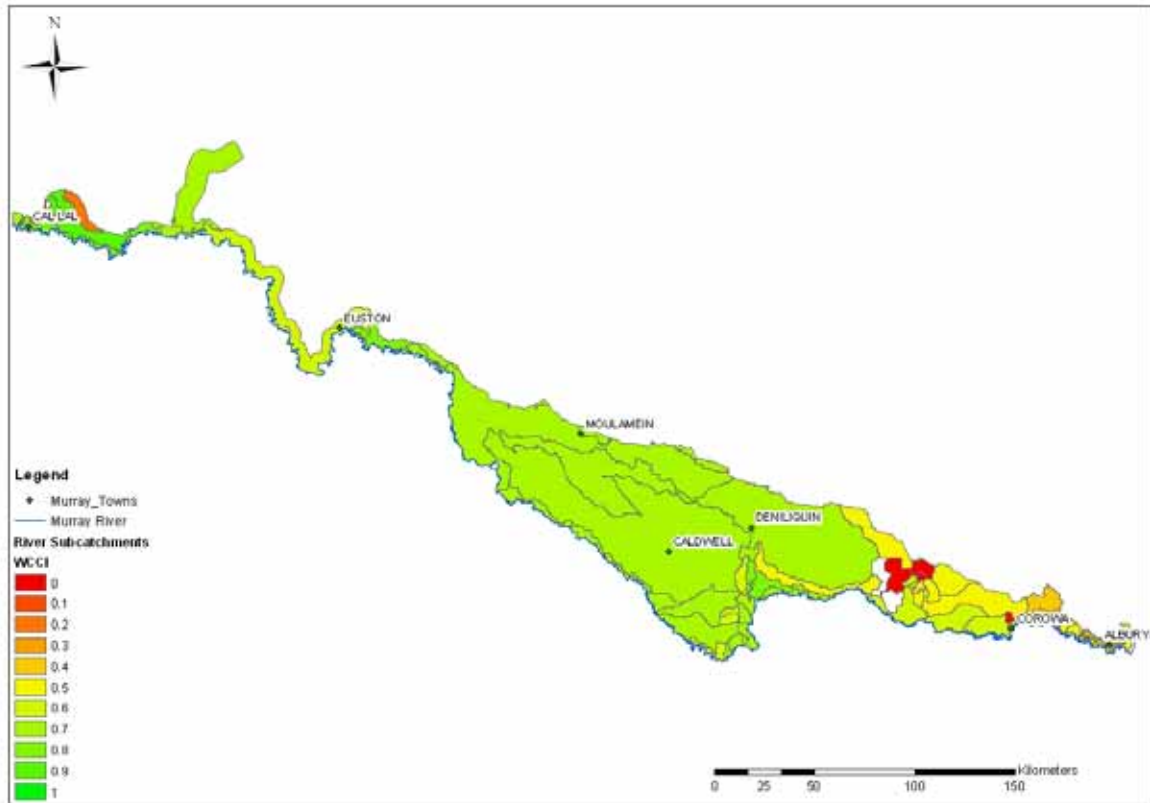 N
CAL LAL
EUSTON
MOULAMEIN
DENILIQUIN
CALDWELL
COROWA
ALBURY
Legend
Murray_Towns
Murray River
River Subcatchments
WCCI
0
0.1
0.2
0.3
0.4
0.5
0.6
0.7
0.8
0.9
1
Kilometers
0 25 50 100 150